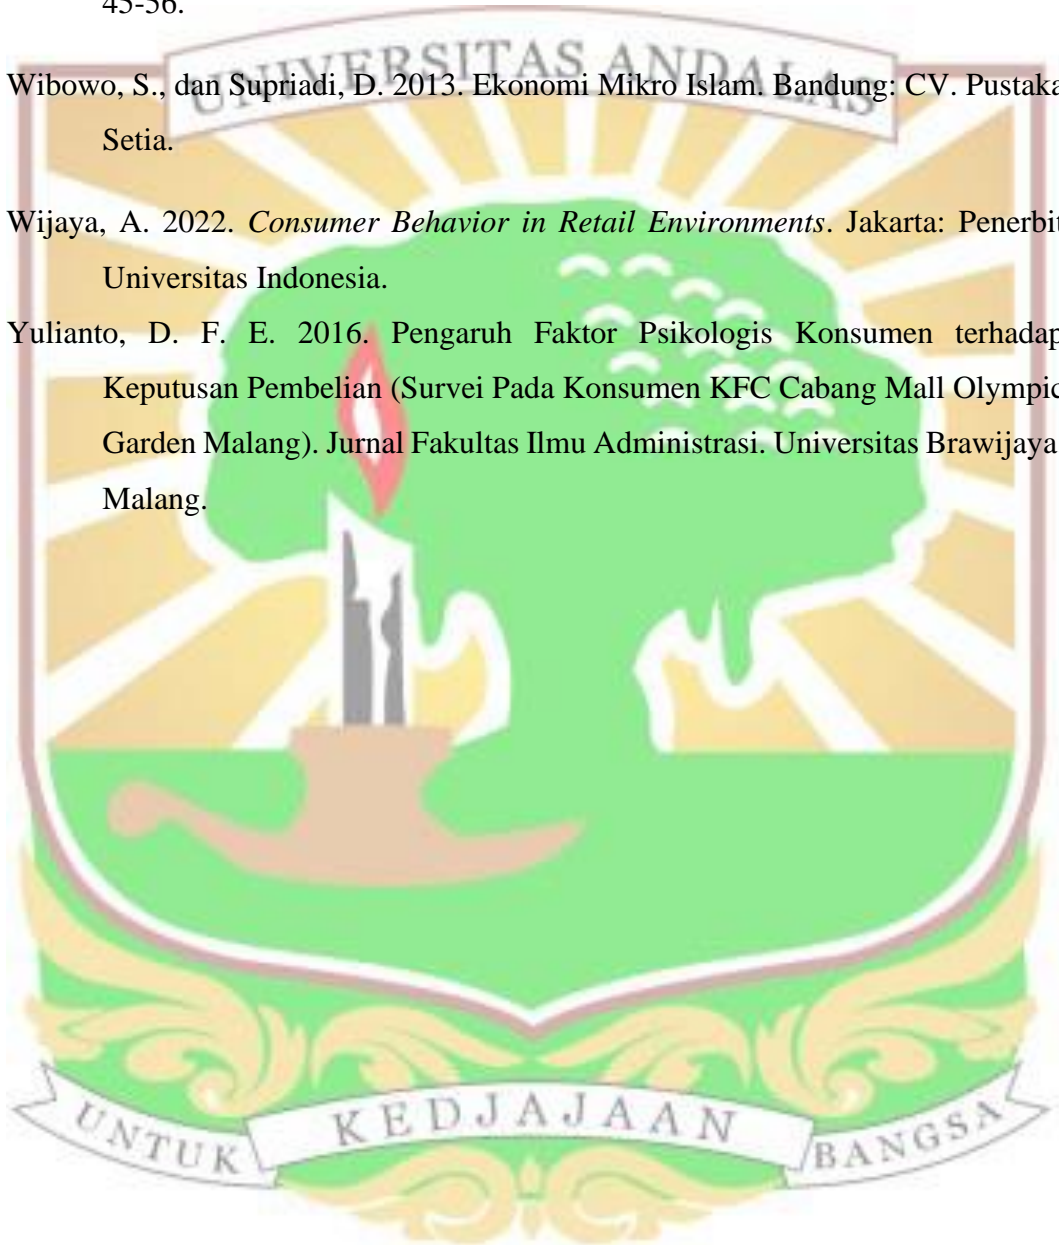 45-56.
UNIVERSITAS ANDALAS
Wibowo, S., dan Supriadi, D. 2013. Ekonomi Mikro Islam. Bandung: CV. Pustaka
Setia.
Wijaya, A. 2022. Consumer Behavior in Retail Environments. Jakarta: Penerbit
Universitas Indonesia.
Yulianto, D. F. E. 2016. Pengaruh Faktor Psikologis Konsumen terhadap
Keputusan Pembelian (Survei Pada Konsumen KFC Cabang Mall Olympic
Garden Malang). Jurnal Fakultas Ilmu Administrasi. Universitas Brawijaya
Malang.
UNTUK KEDJAJAAN BANGSA